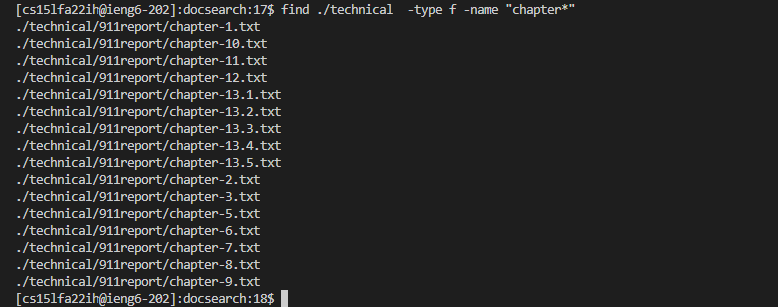 [cs15lfa22ih@ieng6-202]:docsearch:17$ find ./technical  -type f -name "chapter*"
./technical/911report/chapter-1.txt
./technical/911report/chapter-10.txt
./technical/911report/chapter-11.txt
./technical/911report/chapter-12.txt
./technical/911report/chapter-13.1.txt
./technical/911report/chapter-13.2.txt
./technical/911report/chapter-13.3.txt
./technical/911report/chapter-13.4.txt
./technical/911report/chapter-13.5.txt
./technical/911report/chapter-2.txt
./technical/911report/chapter-3.txt
./technical/911report/chapter-5.txt
./technical/911report/chapter-6.txt
./technical/911report/chapter-7.txt
./technical/911report/chapter-8.txt
./technical/911report/chapter-9.txt
[cs15lfa22ih@ieng6-202]:docsearch:18$